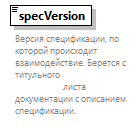 specVersion
Версия спецификации, по
которой происходит
взаимодействие. Берется с
титульного
листа
документации с описанием
спецификации.